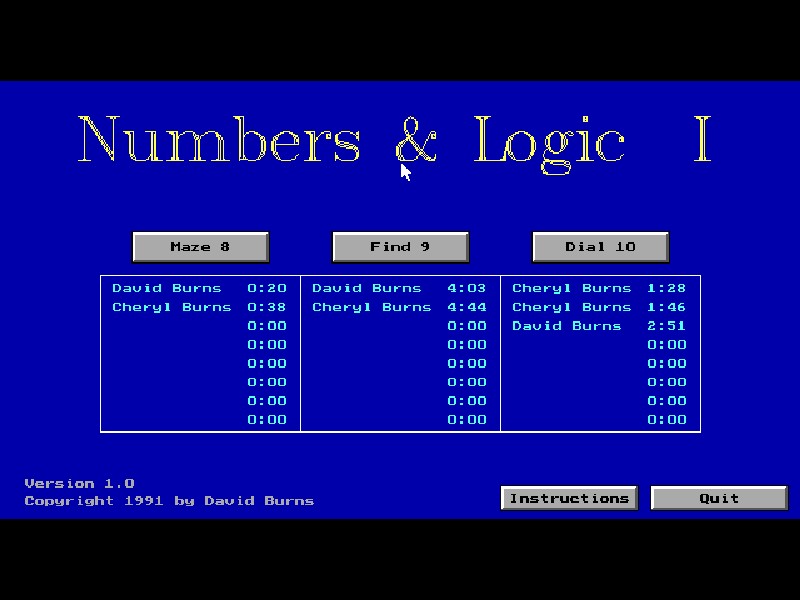 Numbers & Logic I
Maze 8 Find 9 Dial 10
David Burns 0:20 David Burns 4:03 Cheryl Burns 1:28
Cheryl Burns 0:38 Cheryl Burns 4:44 Cheryl Burns 1:46
0:00 0:00 David Burns 2:51
0:00 0:00 0:00
0:00 0:00 0:00
0:00 0:00 0:00
0:00 0:00 0:00
0:00 0:00 0:00
Version 1.0
Copyright 1991 by David Burns Instructions Quit